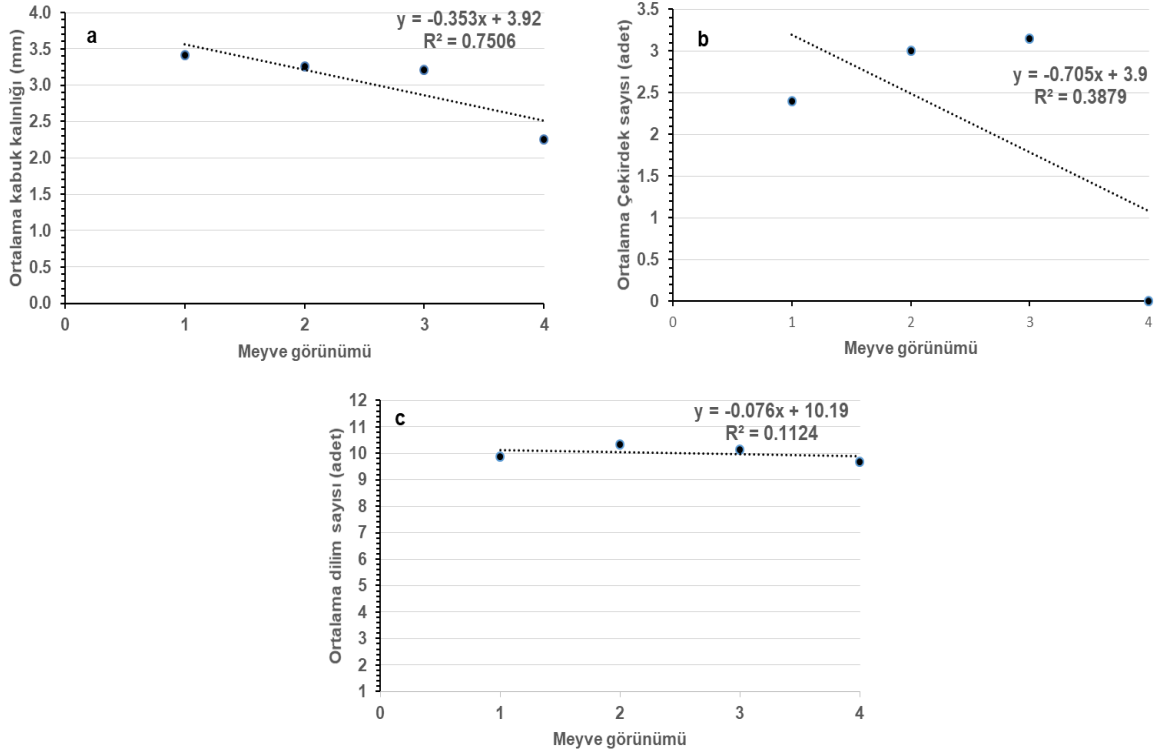 a
y = -0.353x + 3.92
R² = 0.7506
Ortalama kabuk kalınlığı (mm)
4.0
3.5
3.0
2.5
2.0
1.5
1.0
0.5
0.0
0 1 2 3 4
Meyve görünümü
b
y = -0.705x + 3.9
R² = 0.3879
Ortalama Çekirdek sayısı (adet)
3.5
3
2.5
2
1.5
1
0.5
0
0 1 2 3 4
Meyve görünümü
c
y = -0.076x + 10.19
R² = 0.1124
Ortalama dilim sayısı (adet)
12
11
10
9
8
7
6
5
4
3
2
1
0 1 2 3 4
Meyve görünümü